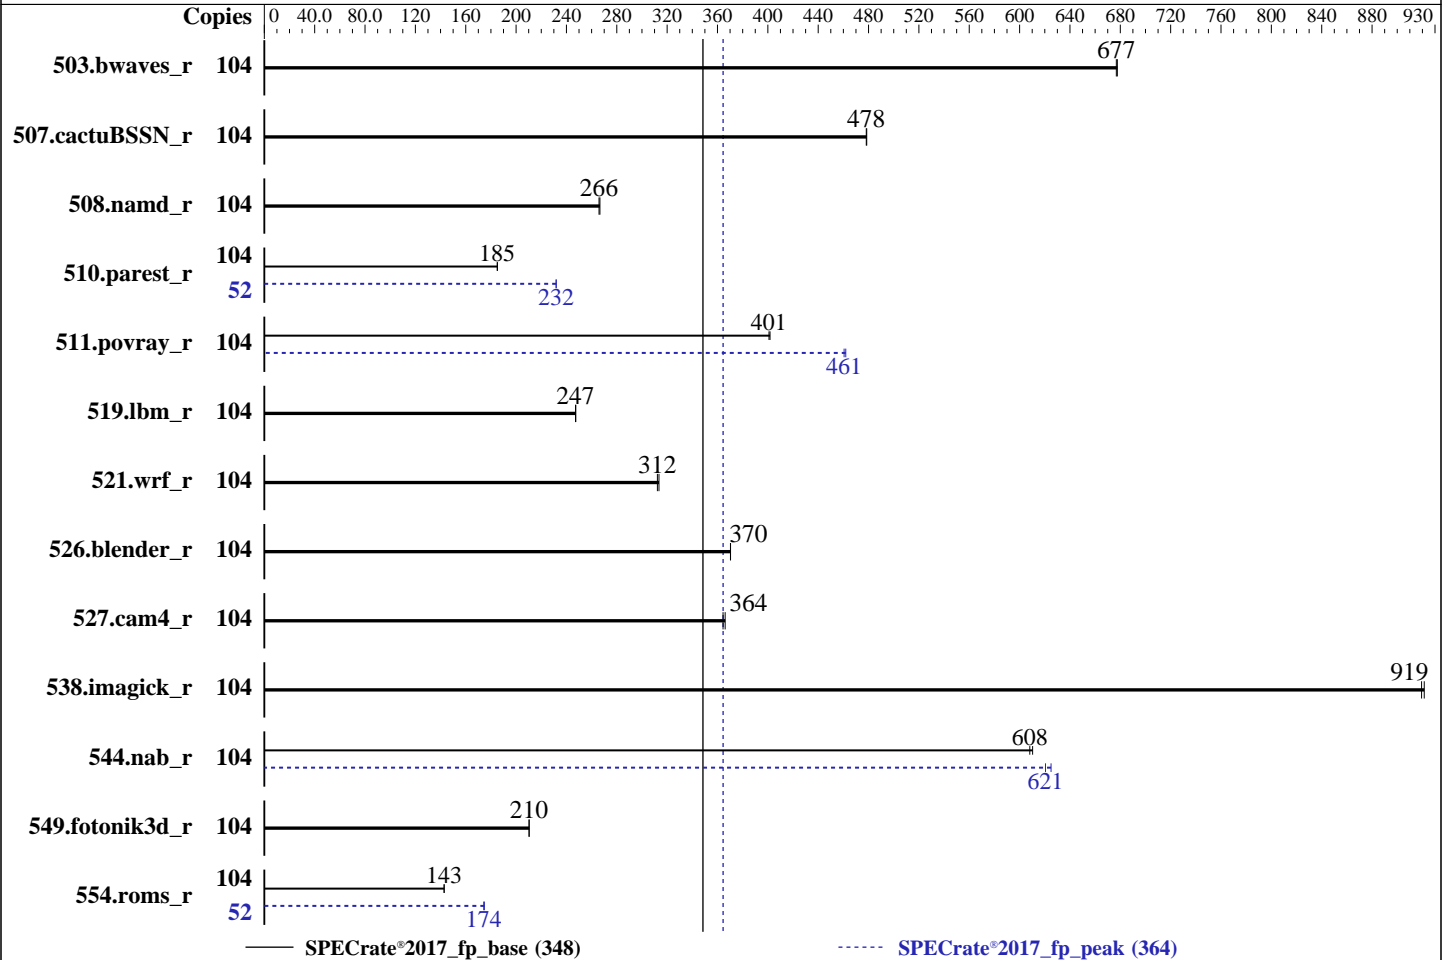 Copies 0 40.0 80.0 120 160 200 240 280 320 360 400 440 480 520 560 600 640 680 720 760 800 840 880 930
503.bwaves_r 104 677
507.cactuBSSN_r 104 478
508.namd_r 104 266
510.parest_r 104 185
52 232
511.povray_r 104 401
461
519.lbm_r 104 247
521.wrf_r 104 312
526.blender_r 104 370
527.cam4_r 104 364
538.imagick_r 104 919
544.nab_r 104 608
621
549.fotonik3d_r 104 210
554.roms_r 104 143
52 174
SPECrate®2017_fp_base (348) SPECrate®2017_fp_peak (364)